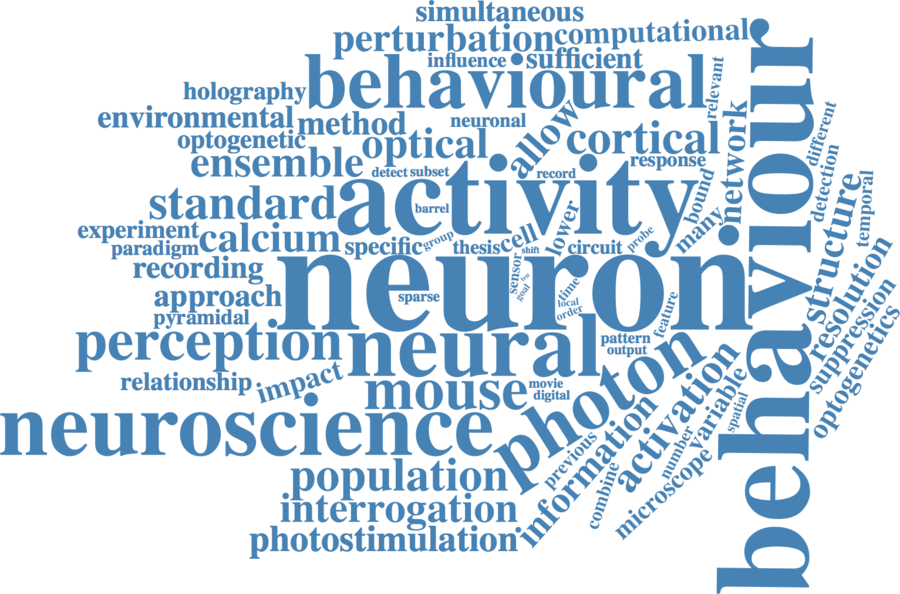 simultaneous
perturbation
computational
influence
sufficient
behavioural
relevant
holography
environmental
method
neuronal
allow
network
different
optogenetic
optical
cortical
behaviour
ensemble
detect
subset
record
response
detection
standard
activity
bound
structure
temporal
barrel
lower
many
experiment
calcium
specific
group
thesis
cell
shift
circuit
probe
paradigm
recording
neuron
sensor
time
resolution
approach
sparse
goal
local
order
feature
suppression
pyramidal
perception
neural
pattern
output
optogenetics
relationship
impact
mouse
movie
digital
photon
activation
variable
spatial
neuroscience
previous
information
number
population
combine
microscope
interrogation
photostimulation